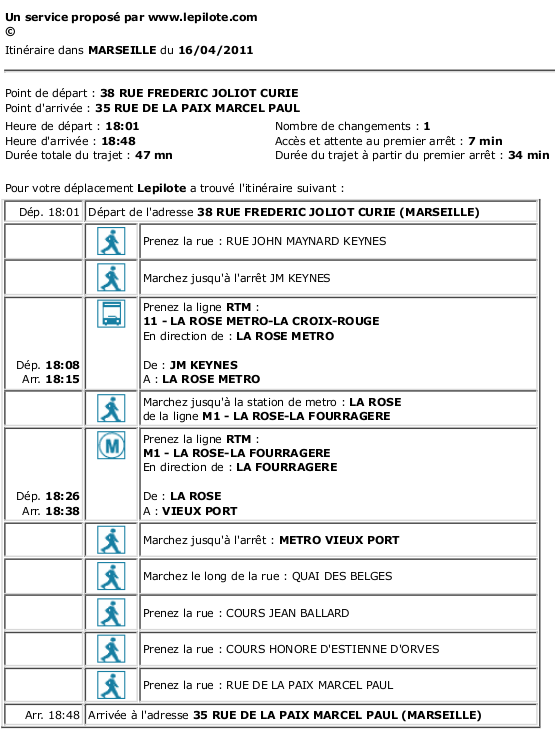 Un service proposé par www.lepilote.com
©
Itinéraire dans MARSEILLE du 16/04/2011
Point de départ : 38 RUE FREDERIC JOLIOT CURIE
Point d'arrivée : 35 RUE DE LA PAIX MARCEL PAUL
Heure de départ : 18:01 Nombre de changements : 1
Heure d'arrivée : 18:48 Accès et attente au premier arrêt : 7 min
Durée totale du trajet : 47 mn Durée du trajet à partir du premier arrêt : 34 min
Pour votre déplacement Lepilote a trouvé l'itinéraire suivant :
Dép. 18:01 Départ de l'adresse 38 RUE FREDERIC JOLIOT CURIE (MARSEILLE)
Prenez la rue : RUE JOHN MAYNARD KEYNES
Marchez jusqu'à l'arrêt JM KEYNES
Prenez la ligne RTM :
11 - LA ROSE METRO-LA CROIX-ROUGE
En direction de : LA ROSE METRO
Dép. 18:08 De : JM KEYNES
Arr. 18:15 A : LA ROSE METRO
Marchez jusqu'à la station de metro : LA ROSE
de la ligne M1 - LA ROSE-LA FOURRAGERE
M Prenez la ligne RTM :
M1 - LA ROSE-LA FOURRAGERE
En direction de : LA FOURRAGERE
Dép. 18:26 De : LA ROSE
Arr. 18:38 A : VIEUX PORT
Marchez jusqu'à l'arrêt : METRO VIEUX PORT
Marchez le long de la rue : QUAI DES BELGES
Prenez la rue : COURS JEAN BALLARD
Prenez la rue : COURS HONORE D'ESTIENNE D'ORVES
Prenez la rue : RUE DE LA PAIX MARCEL PAUL
Arr. 18:48 Arrivée à l'adresse 35 RUE DE LA PAIX MARCEL PAUL (MARSEILLE)